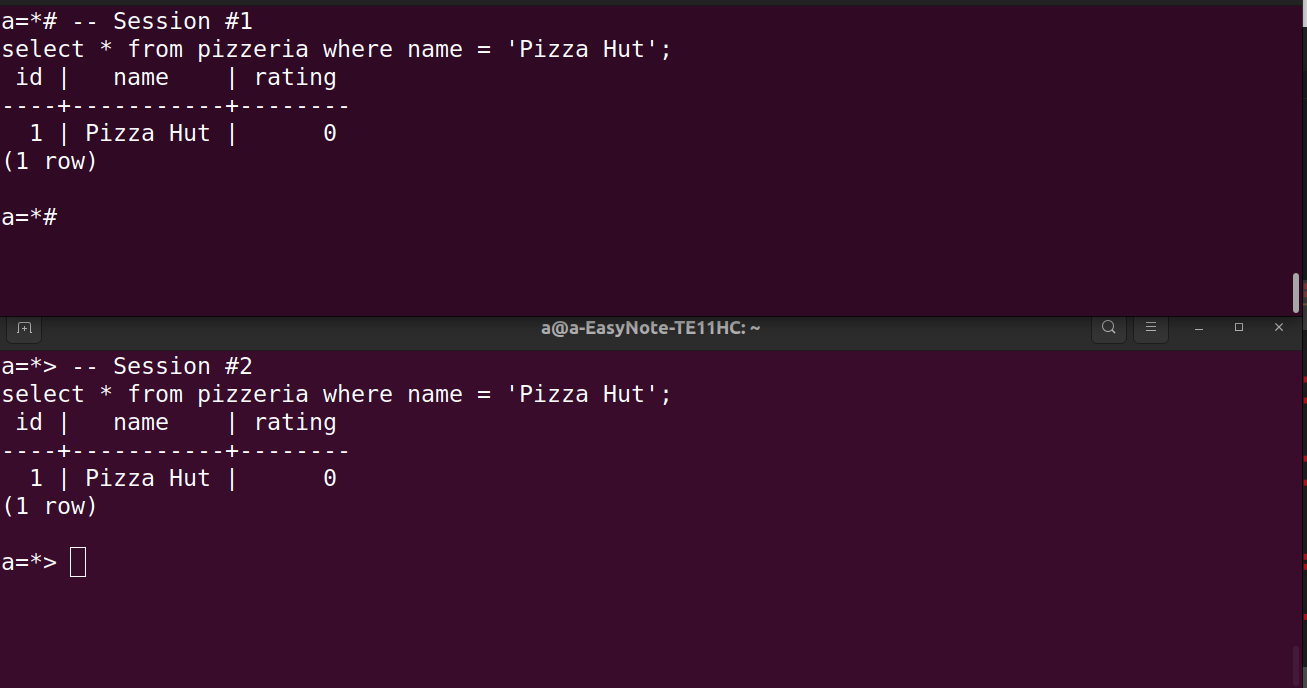 a=*# -- Session #1
select * from pizzeria where name = 'Pizza Hut';
 id |   name    | rating
----+-----------+--------
  1 | Pizza Hut |      0
(1 row)
a=*#
a@a-EasyNote-TE11HC: ~
a=*> -- Session #2
select * from pizzeria where name = 'Pizza Hut';
 id |   name    | rating
----+-----------+--------
  1 | Pizza Hut |      0
(1 row)
a=*>